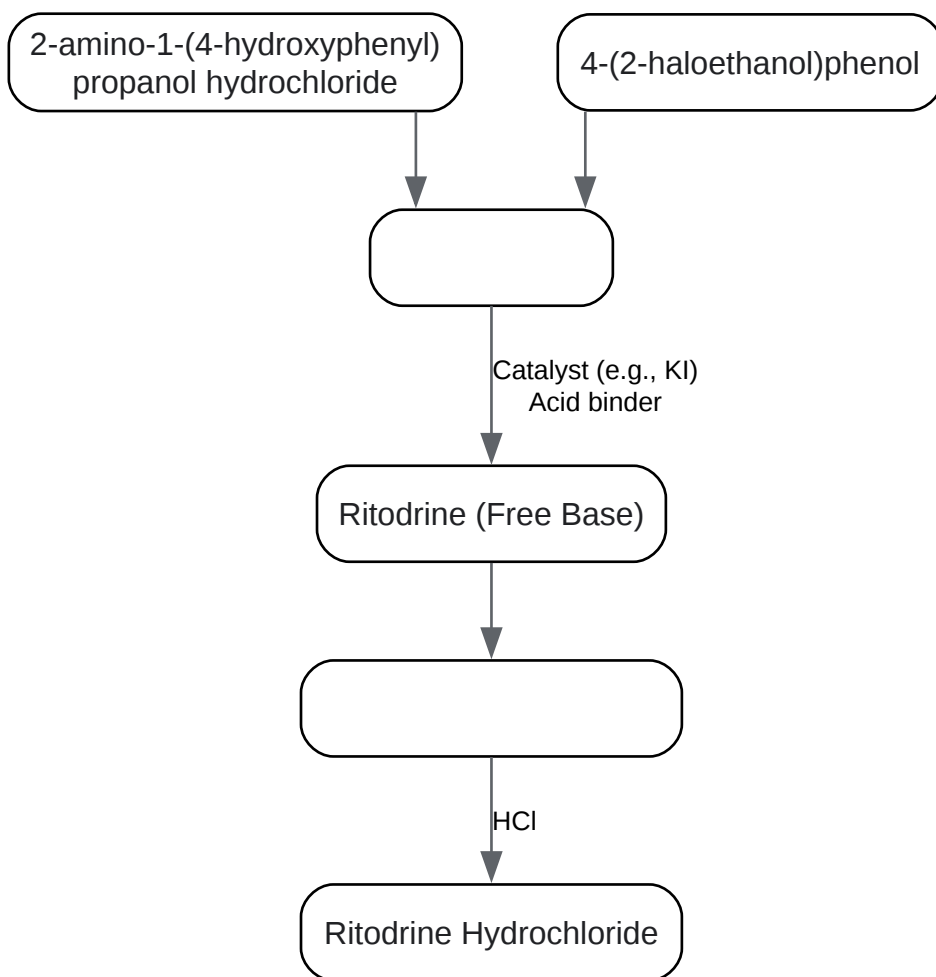 2-amino-1-(4-hydroxyphenyl)
propanol hydrochloride
4-(2-haloethanol)phenol
Catalyst (e.g., KI)
Acid binder
Ritodrine (Free Base)
HCl
Ritodrine Hydrochloride